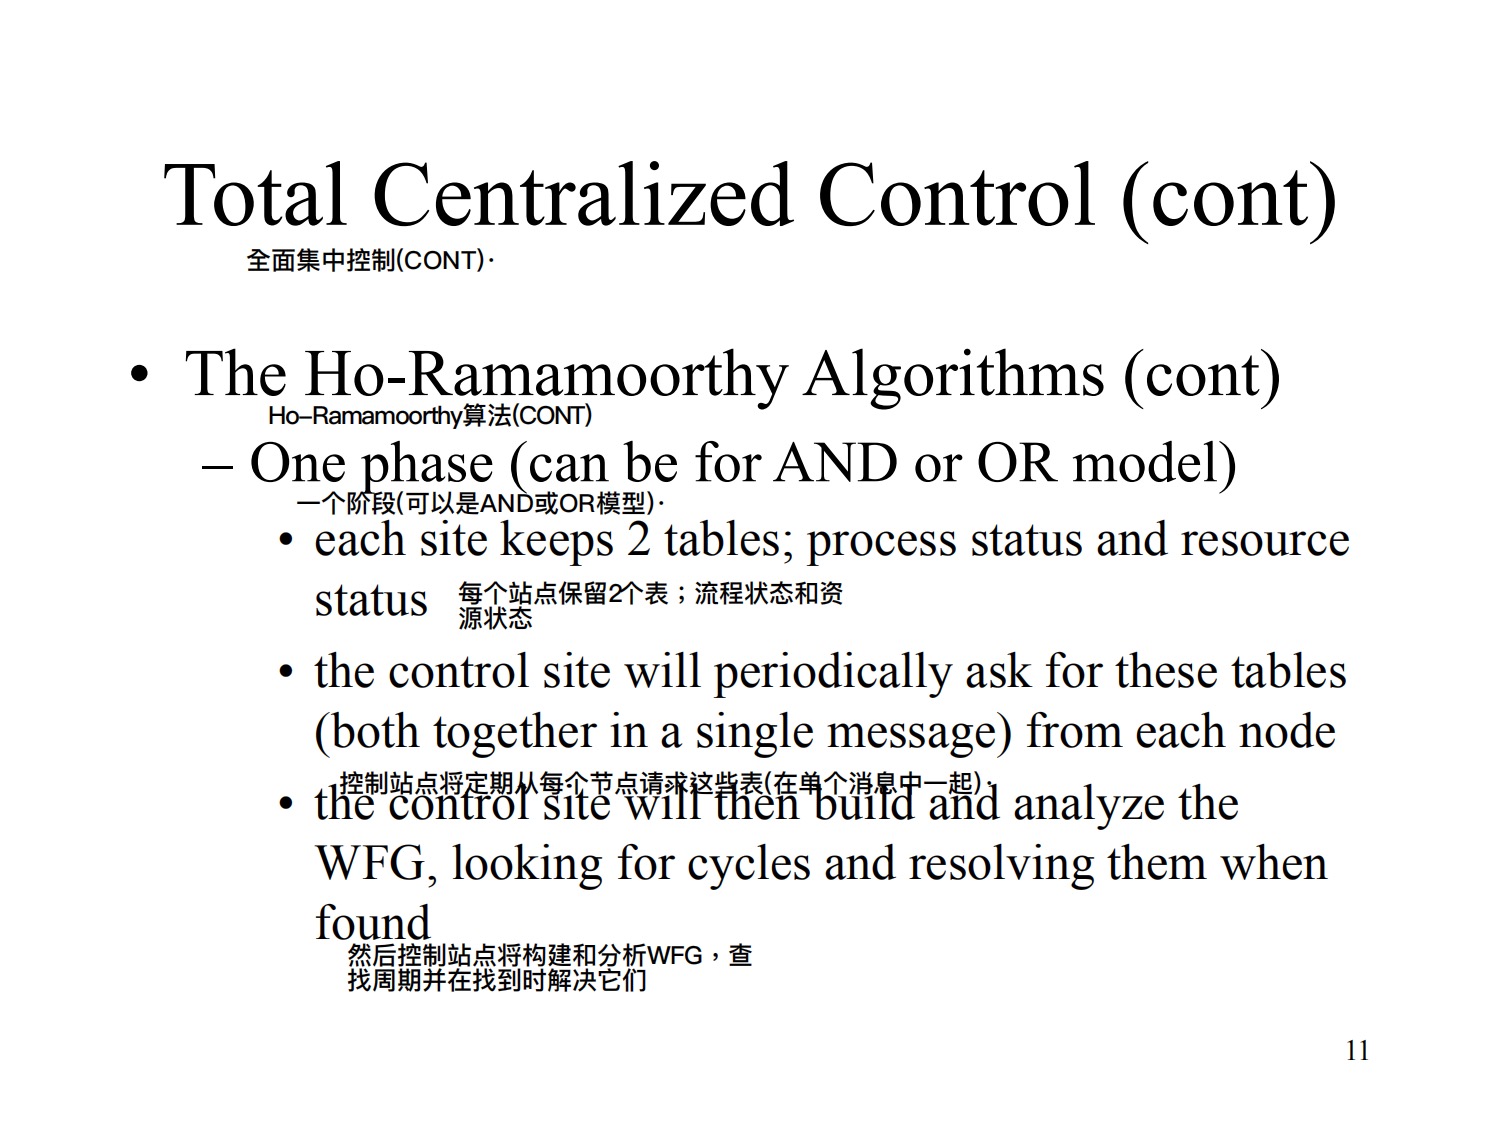 Total Centralized Control (cont)
全面集中控制(CONT)·
• The Ho-Ramamoorthy Algorithms (cont)
Ho–Ramamoorthy算法(CONT)
– One phase (can be for AND or OR model)
一个阶段(可以是AND或OR模型)·
• each site keeps 2 tables; process status and resource
status
每个站点保留2个表；流程状态和资
源状态
• the control site will periodically ask for these tables
(both together in a single message) from each node
控制站点将定期从每个节点请求这些表(在单个消息中一起)·
• the control site will then build and analyze the
WFG, looking for cycles and resolving them when
found
然后控制站点将构建和分析WFG，查
找周期并在找到时解决它们
11